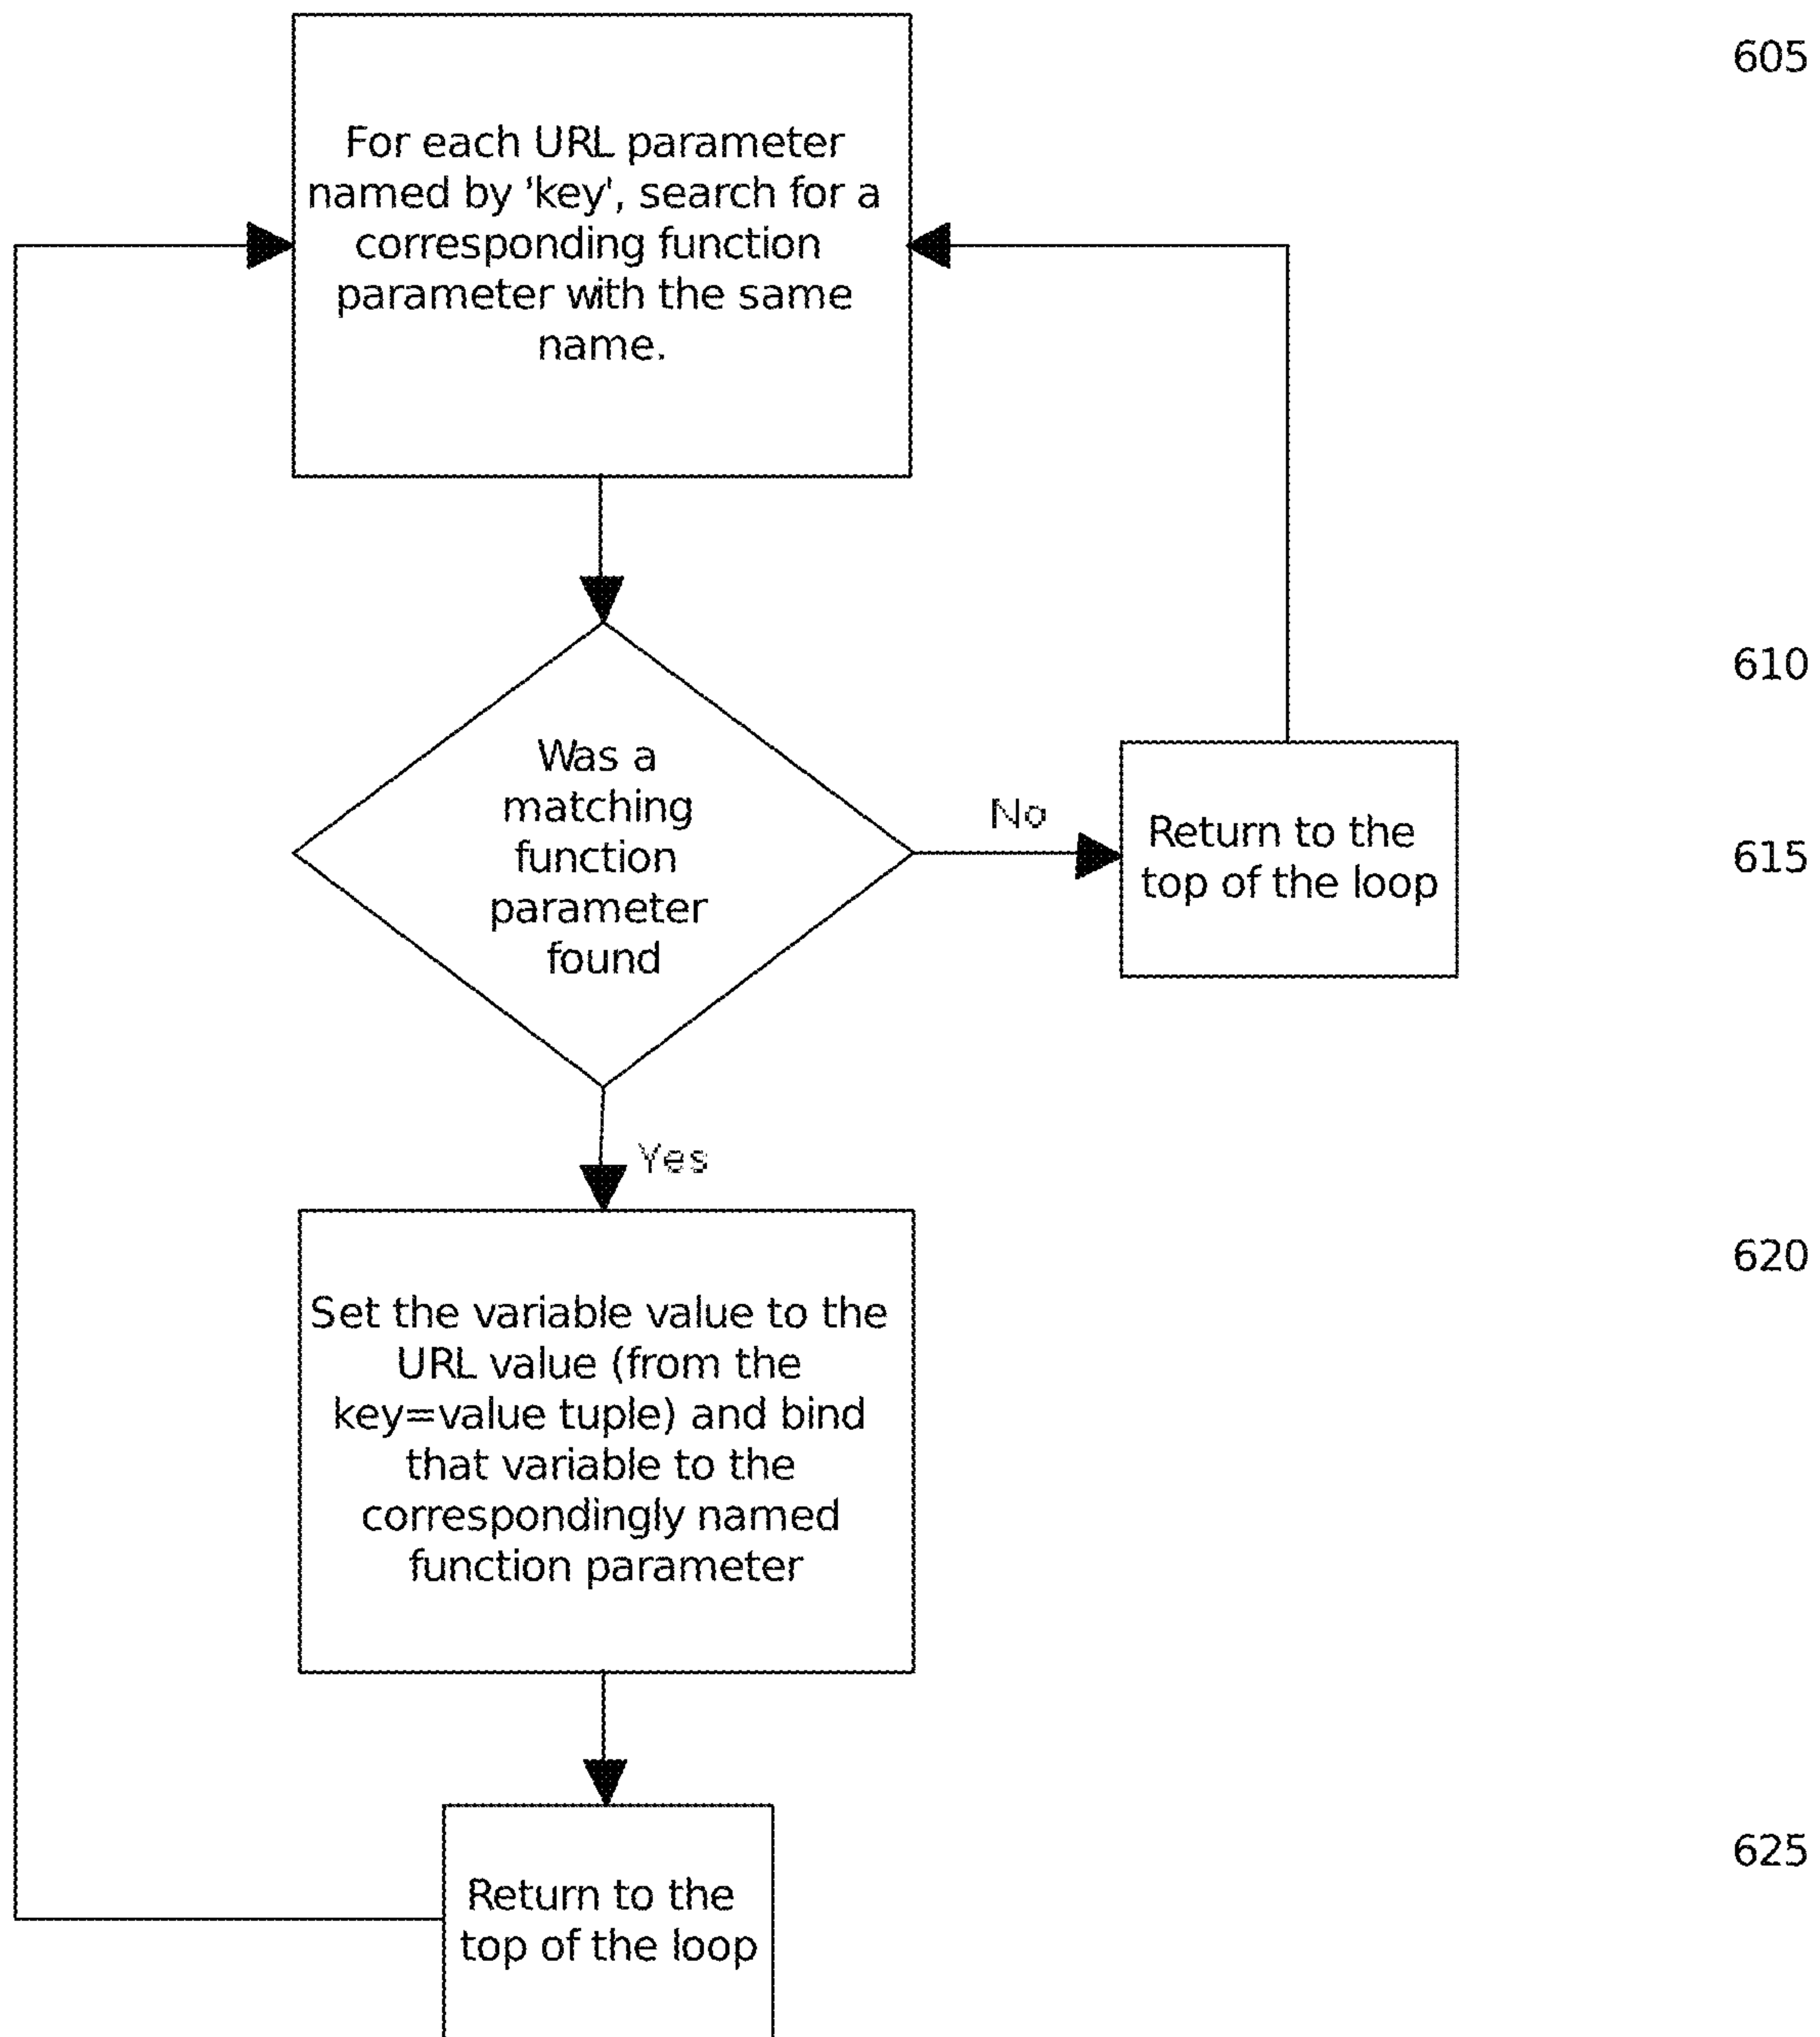 605
For each URL parameter
named by 'key', search for a
corresponding function
parameter with the same
name.
610
Was a
matching
function
parameter
found
No
Return to the
top of the loop
615
Yes
620
Set the variable value to the
URL value (from the
key=value tuple) and bind
that variable to the
correspondingly named
function parameter
625
Return to the
top of the loop